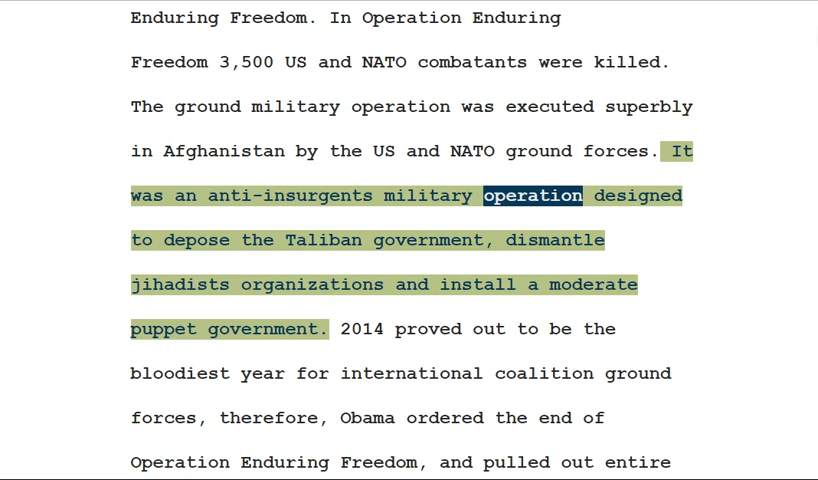 Enduring Freedom. In Operation Enduring
Freedom 3,500 US and NATO combatants were killed.
The ground military operation was executed superbly
in Afghanistan by the US and NATO ground forces. It
was an anti-insurgents military operation designed
to depose the Taliban government, dismantle
jihadists organizations and install a moderate
puppet government. 2014 proved out to be the
bloodiest year for international coalition ground
forces, therefore, Obama ordered the end of
Operation Enduring Freedom, and pulled out entire